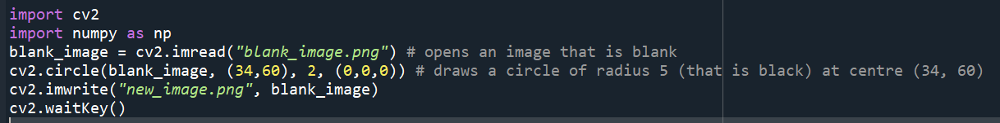 import cv2
import numpy as np
blank_image = cv2.imread("blank_image.png") # opens an image that is blank
cv2.circle(blank_image, (34,60), 2, (0,0,0)) # draws a circle of radius 5 (that is black) at centre (34, 60)
cv2.imwrite("new_image.png", blank_image)
cv2.waitKey()